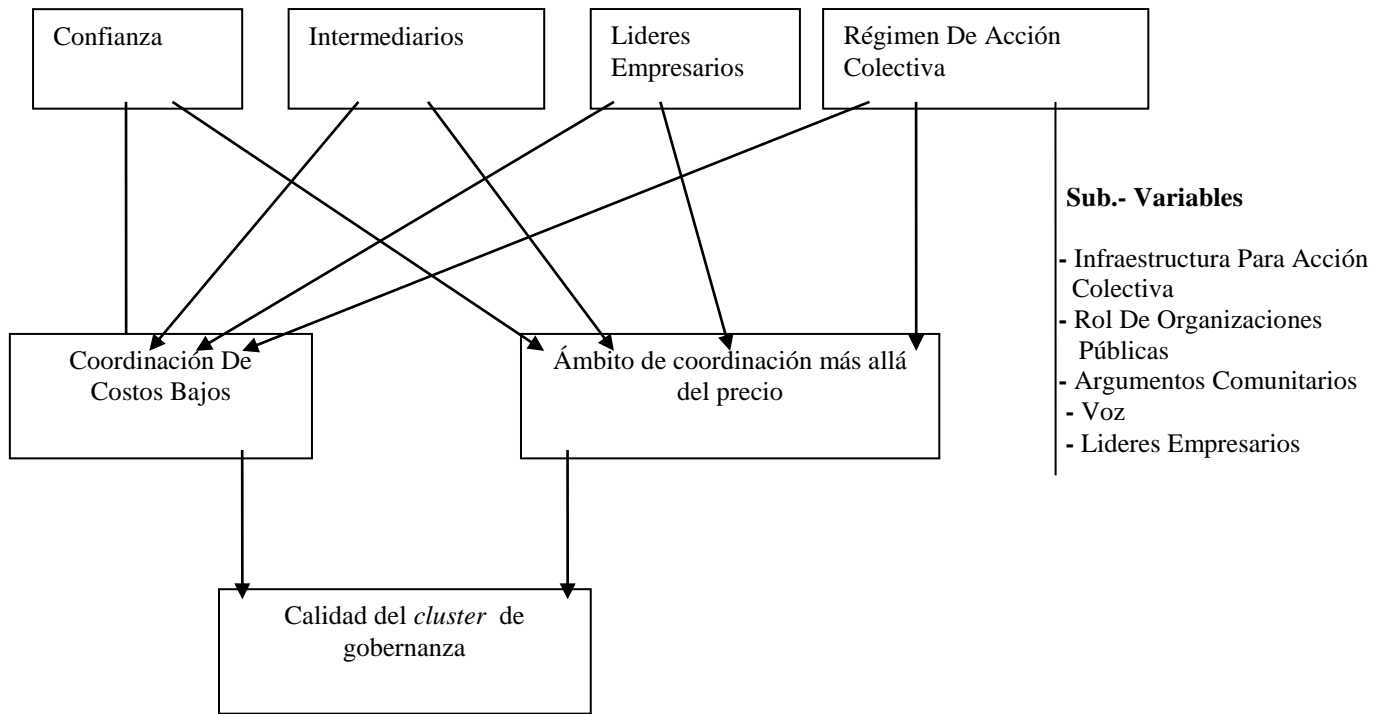 Confianza
Intermediarios
Lideres
Empresarios
Régimen De Acción
Colectiva
Sub.- Variables
- Infraestructura Para Acción
Colectiva
- Rol De Organizaciones
Públicas
- Argumentos Comunitarios
- Voz
- Lideres Empresarios
Coordinación De
Costos Bajos
Ámbito de coordinación más allá
del precio
Calidad del cluster de
gobernanza